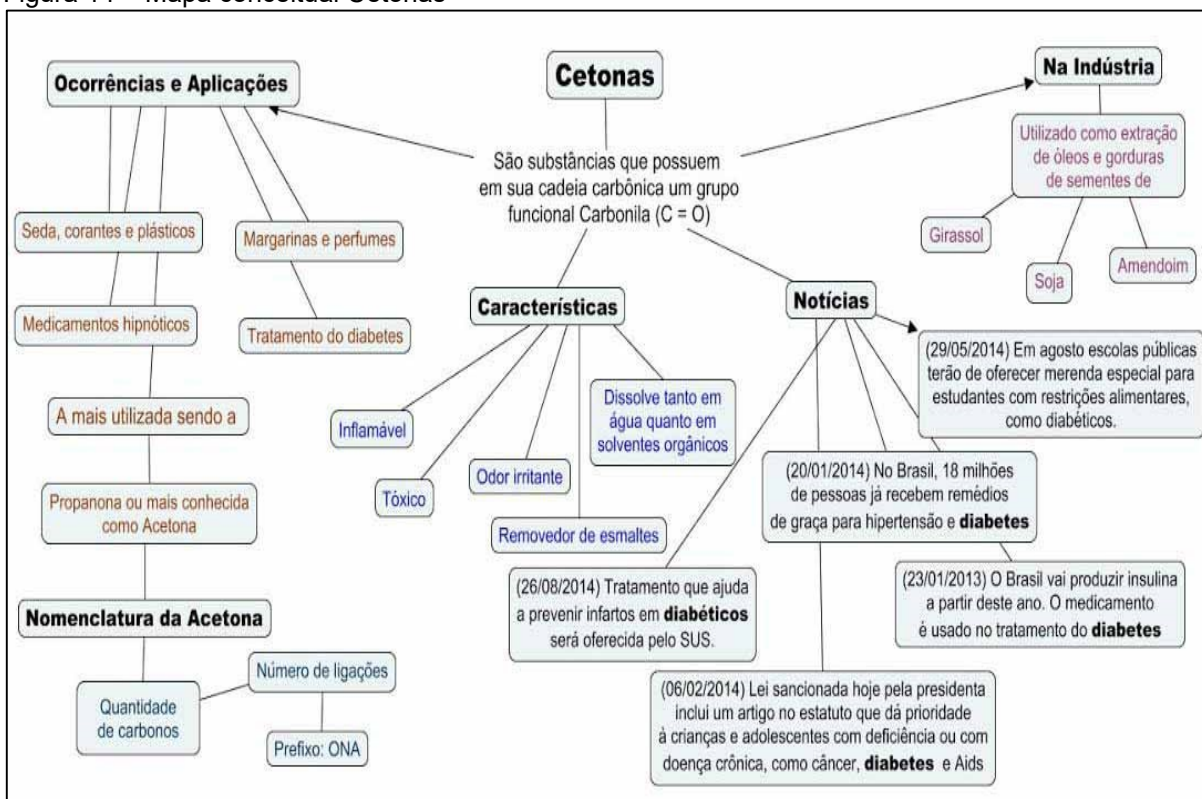 Cetonas
Ocorrências e Aplicações
Na Indústria
São substâncias que possuem
em sua cadeia carbônica um grupo
funcional Carbonila (C = O)
Utilizado como extração
de óleos e gorduras
de sementes de
Girassol
Soja
Amendoim
Seda, corantes e plásticos
Margarinas e perfumes
Medicamentos hipnóticos
Tratamento do diabetes
A mais utilizada sendo a
Propanona ou mais conhecida
como Acetona
Nomenclatura da Acetona
Quantidade
de carbonos
Número de ligações
Prefixo: ONA
Características
Inflamável
Tóxico
Odor irritante
Removedor de esmaltes
Dissolve tanto em
água quanto em
solventes orgânicos
Notícias
(29/05/2014) Em agosto escolas públicas
terão de oferecer merenda especial para
estudantes com restrições alimentares,
como diabéticos.
(20/01/2014) No Brasil, 18 milhões
de pessoas já recebem remédios
de graça para hipertensão e diabetes
(23/01/2013) O Brasil vai produzir insulina
a partir deste ano. O medicamento
é usado no tratamento do diabetes
(26/08/2014) Tratamento que ajuda
a prevenir infartos em diabéticos
será oferecida pelo SUS.
(06/02/2014) Lei sancionada hoje pela presidenta
inclui um artigo no estatuto que dá prioridade
à crianças e adolescentes com deficiência ou com
doença crônica, como câncer, diabetes e Aids